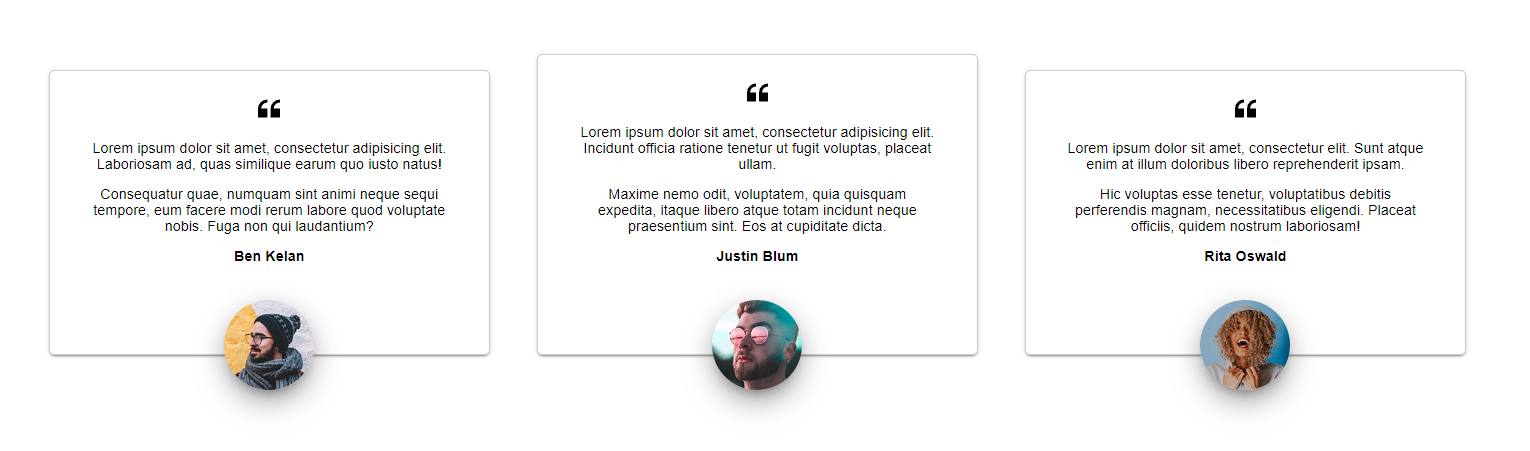 “
Lorem ipsum dolor sit amet, consectetur adipisicing elit.
Laboriosam ad, quas similique earum quo iusto natus!
Consequatur quae, numquam sint animi neque sequi
tempore, eum facere modi rerum labore quod voluptate
nobis. Fuga non qui laudantium?
Ben Kelan
“
Lorem ipsum dolor sit amet, consectetur adipisicing elit.
Incidunt officia ratione tenetur ut fugit voluptas, placeat
ullam.
Maxime nemo odit, voluptatem, quia quisquam
expedita, itaque libero atque totam incidunt neque
praesentium sint. Eos at cupiditate dicta.
Justin Blum
“
Lorem ipsum dolor sit amet, consectetur elit. Sunt atque
enim at illum doloribus libero reprehenderit ipsam.
Hic voluptas esse tenetur, voluptatibus debitis
perferendis magnam, necessitatibus eligendi. Placeat
officiis, quidem nostrum laboriosam!
Rita Oswald